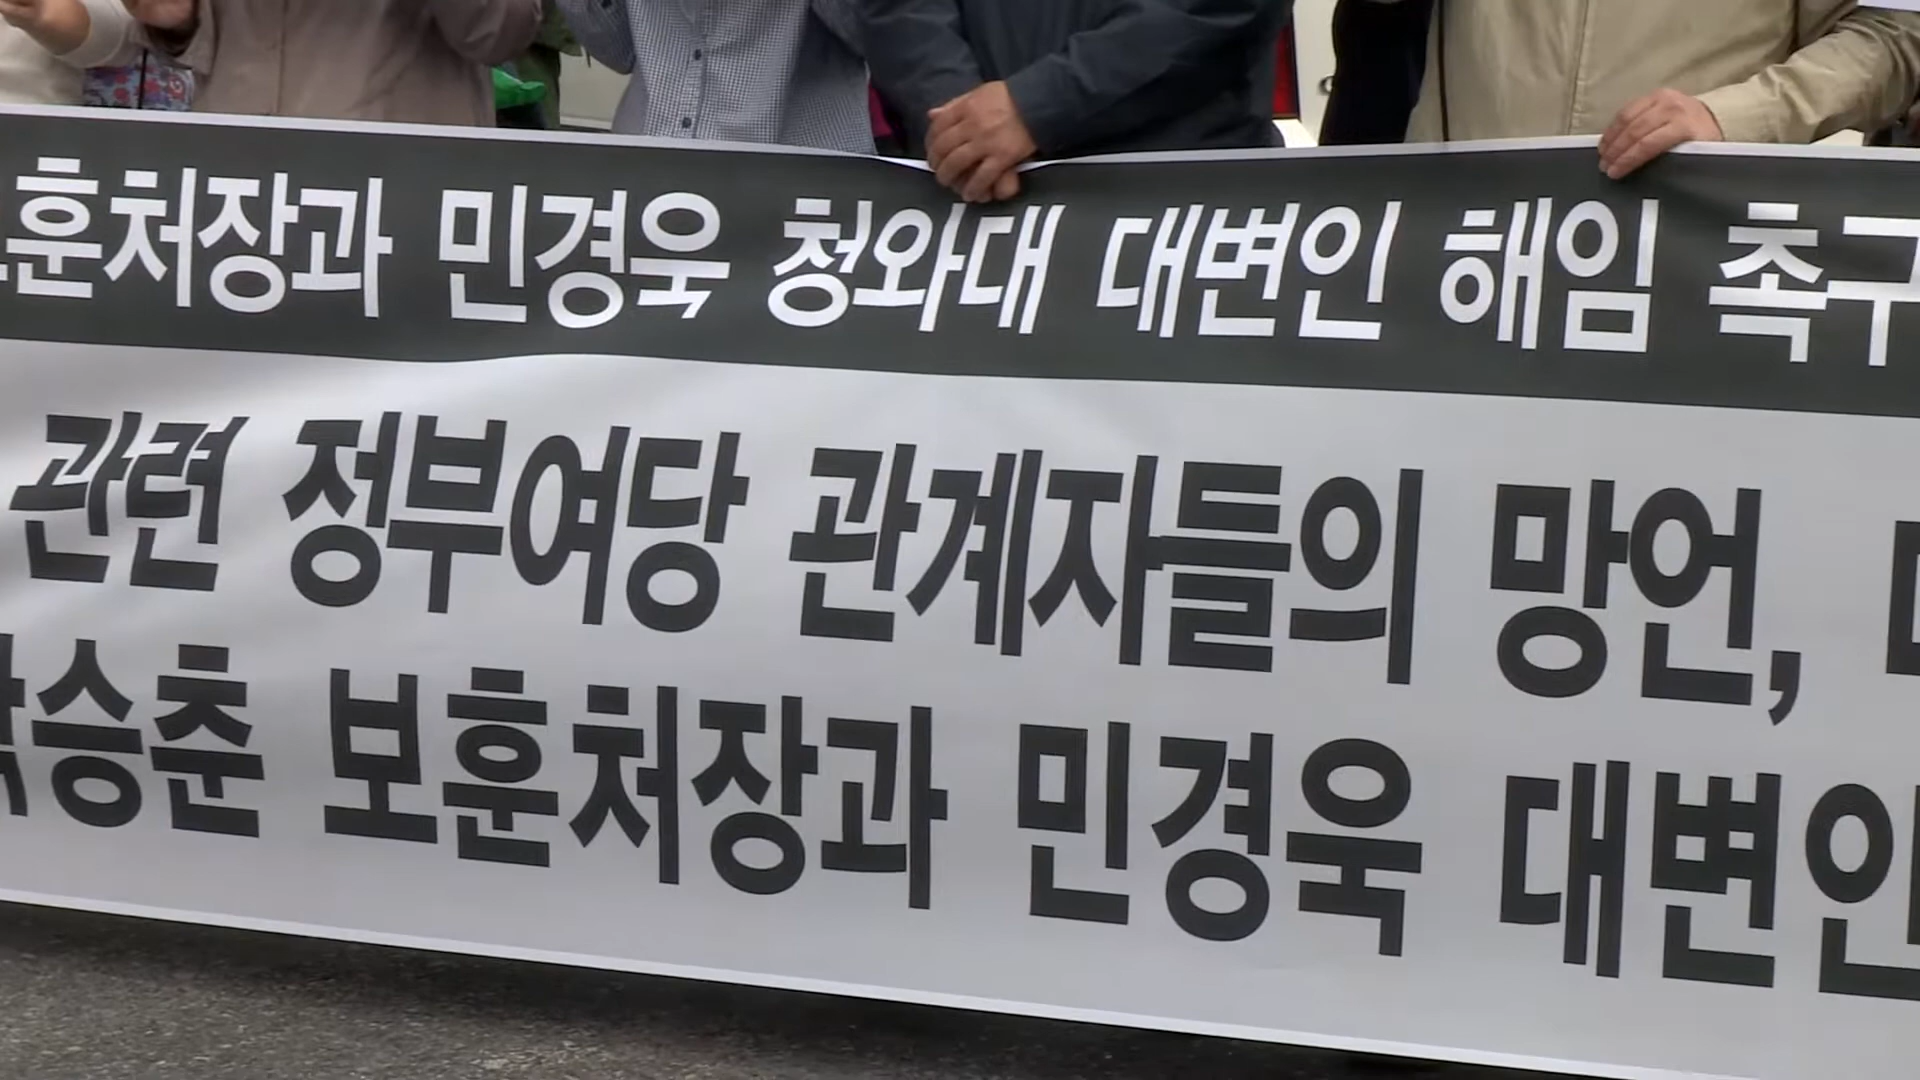 훈처장과 민경욱 청와대 대변인 해임 촉구
관련 정부여당 관계자들의 망언,
승춘 보훈처장과 민경욱 대변인